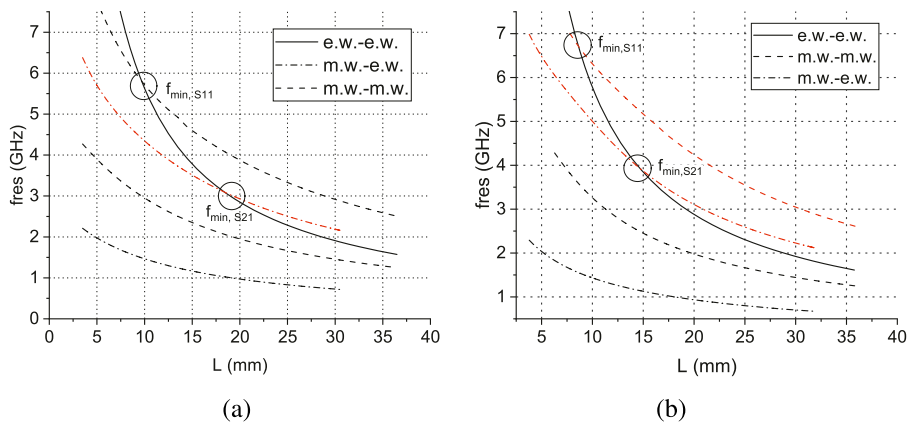 7
6
5
4
3
2
1
0
fres (GHz)
0 5 10 15 20 25 30 35 40
L (mm)
e.w.-e.w.
m.w.-e.w.
m.w.-m.w.
fmin, S11
fmin, S21
(a)
7
6
5
4
3
2
1
fres (GHz)
5 10 15 20 25 30 35 40
L (mm)
e.w.-e.w.
m.w.-m.w.
m.w.-e.w.
fmin,S11
fmin,S21
(b)